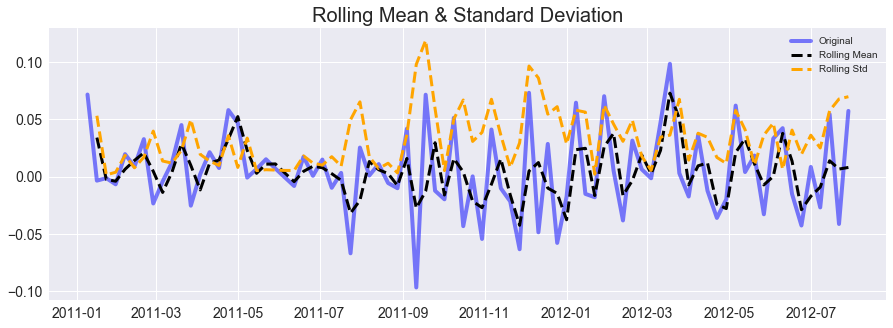 Rolling Mean & Standard Deviation
Original
Rolling Mean
Rolling Std
0.10
0.05
0.00
−0.05
−0.10
2011-01 2011-03 2011-05 2011-07 2011-09 2011-11 2012-01 2012-03 2012-05 2012-07